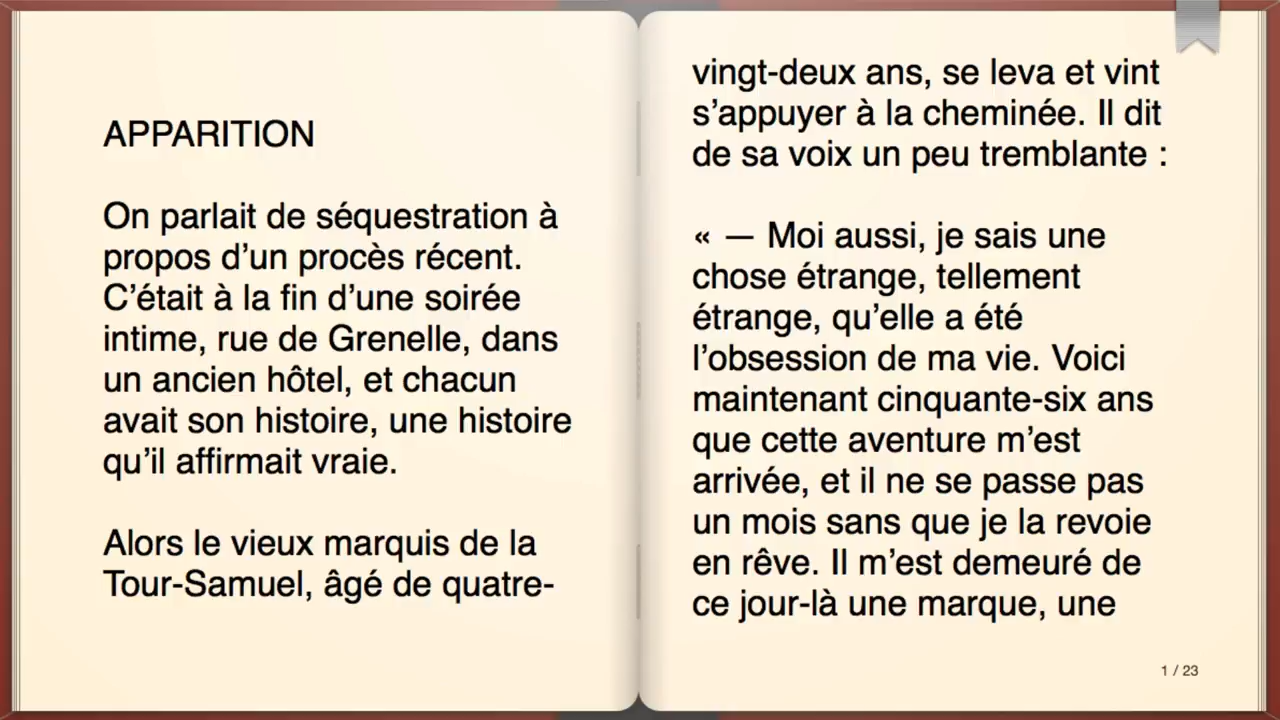 APPARITION
On parlait de séquestration à
propos d’un procès récent.
C’était à la fin d’une soirée
intime, rue de Grenelle, dans
un ancien hôtel, et chacun
avait son histoire, une histoire
qu’il affirmait vraie.
Alors le vieux marquis de la
Tour-Samuel, âgé de quatre-
vingt-deux ans, se leva et vint
s’appuyer à la cheminée. Il dit
de sa voix un peu tremblante :
« — Moi aussi, je sais une
chose étrange, tellement
étrange, qu’elle a été
l’obsession de ma vie. Voici
maintenant cinquante-six ans
que cette aventure m’est
arrivée, et il ne se passe pas
un mois sans que je la revoie
en rêve. Il m’est demeuré de
ce jour-là une marque, une
1 / 23